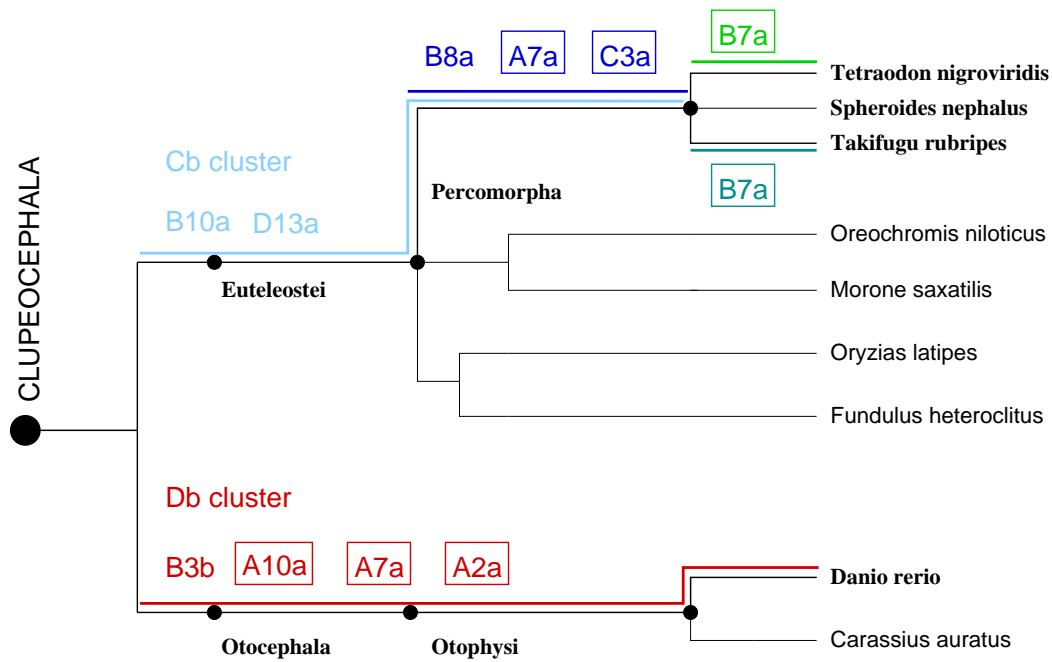 B7a
B8a A7a C3a
Tetraodon nigroviridis
Spheroides nephalus
Takifugu rubripes
Cb cluster
B7a
Percomorpha
B10a D13a
Oreochromis niloticus
Euteleostei
Morone saxatilis
CLUPEOCEPHALA
Oryzias latipes
Fundulus heteroclitus
Db cluster
B3b A10a A7a A2a
Danio rerio
Otocephala Otophysi
Carassius auratus